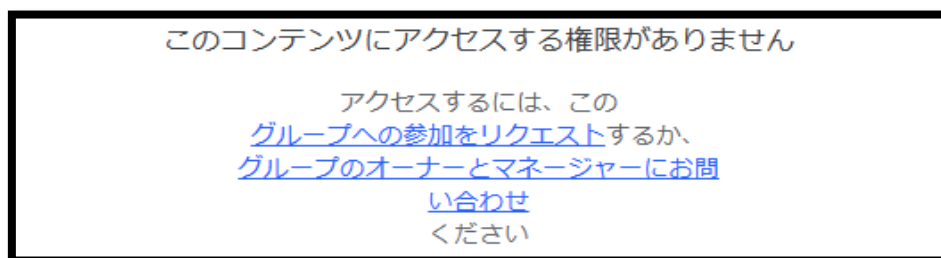 このコンテンツにアクセスする権限がありません
アクセスするには、この
グループへの参加をリクエストするか、
グループのオーナーとマネージャーにお問
い合わせ
ください